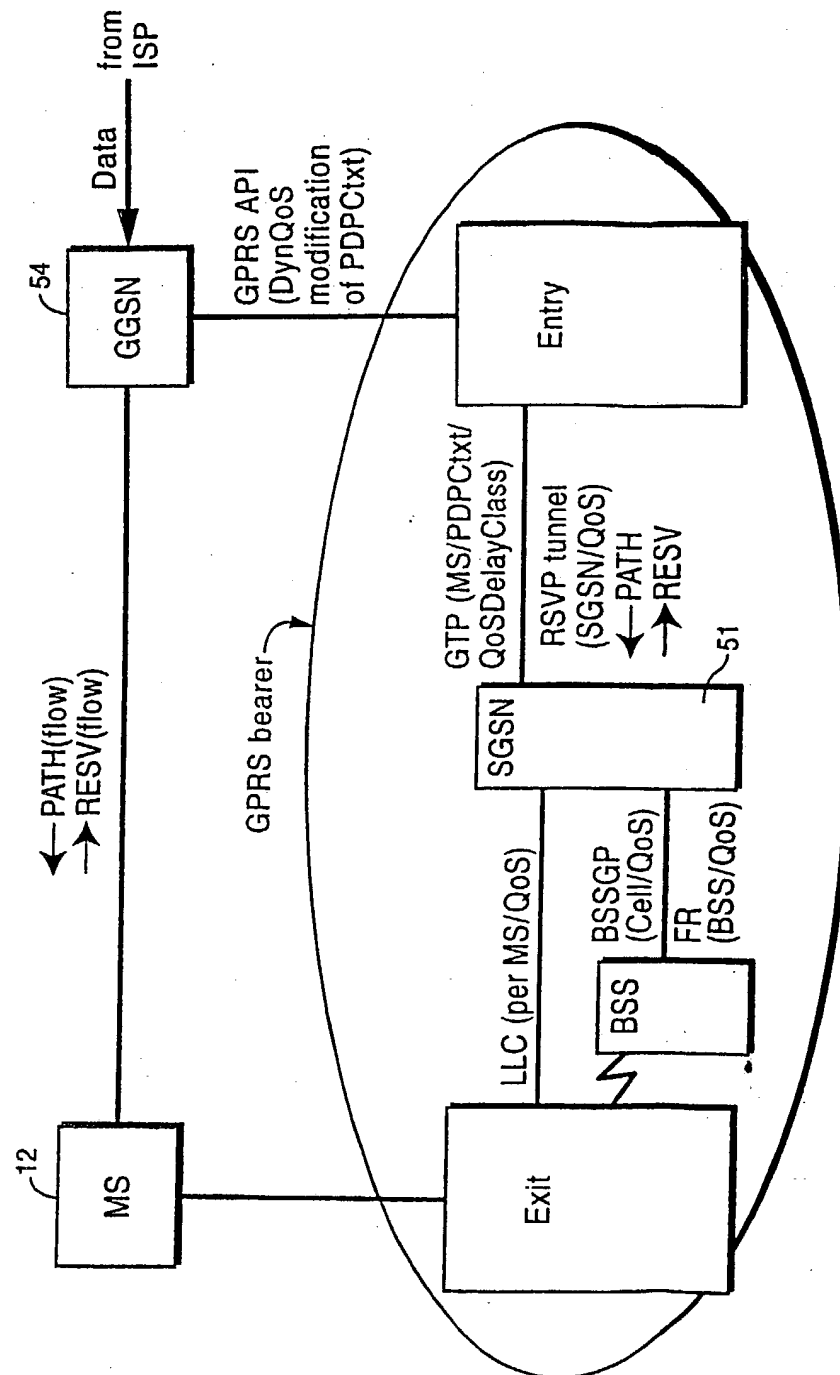 from
ISP
Data
54
GGSN
GPRS API
(DynQoS
modification
of PDPCtxt)
PATH(flow)
RESV(flow)
12
MS
GPRS bearer
Entry
GTP (MS/PDPCtxt/
QoSDelayClass)
RSVP tunnel
(SGSN/QoS)
PATH
RESV
SGSN
51
LLC (per MS/QoS)
BSSGP
(Cell/QoS)
FR
(BSS/QoS)
BSS
Exit